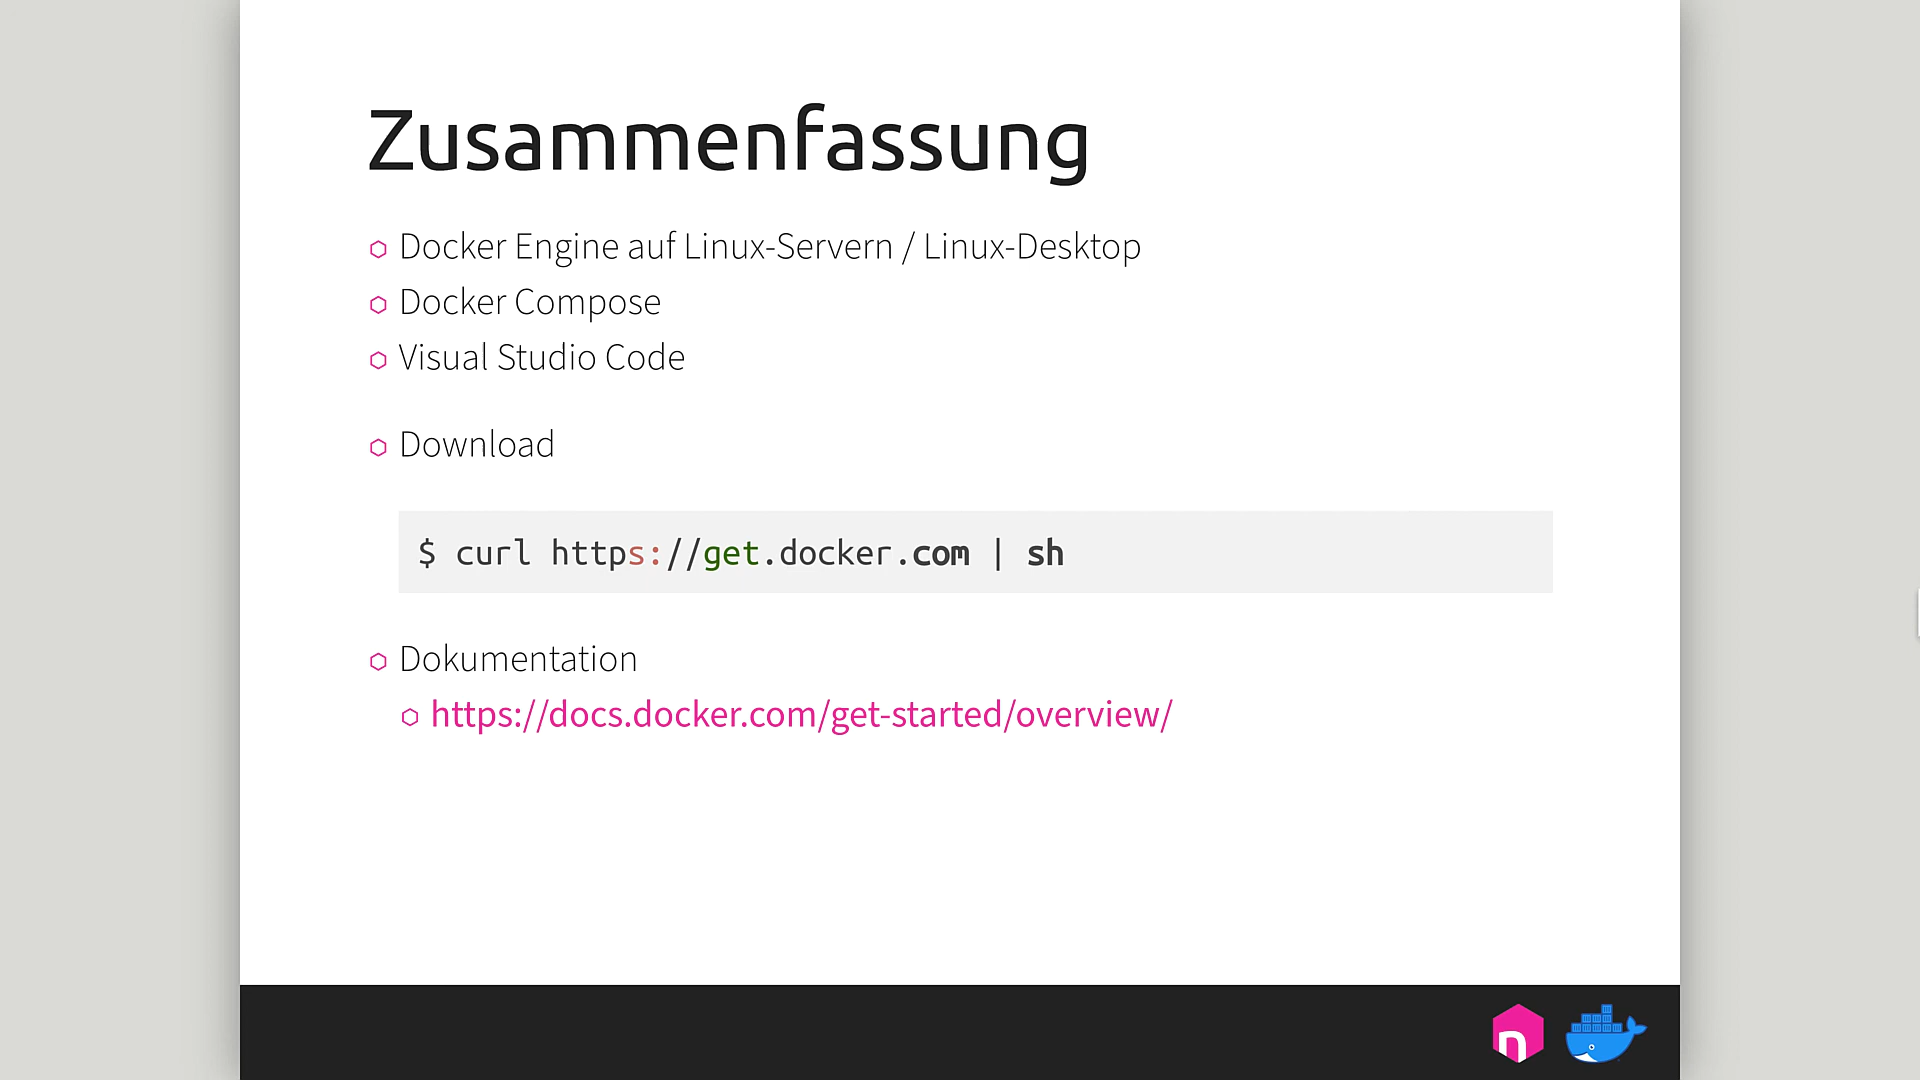 Zusammenfassung
Docker Engine auf Linux-Servern / Linux-Desktop
Docker Compose
Visual Studio Code
Download
$ curl https://get.docker.com | sh
Dokumentation
https://docs.docker.com/get-started/overview/
n